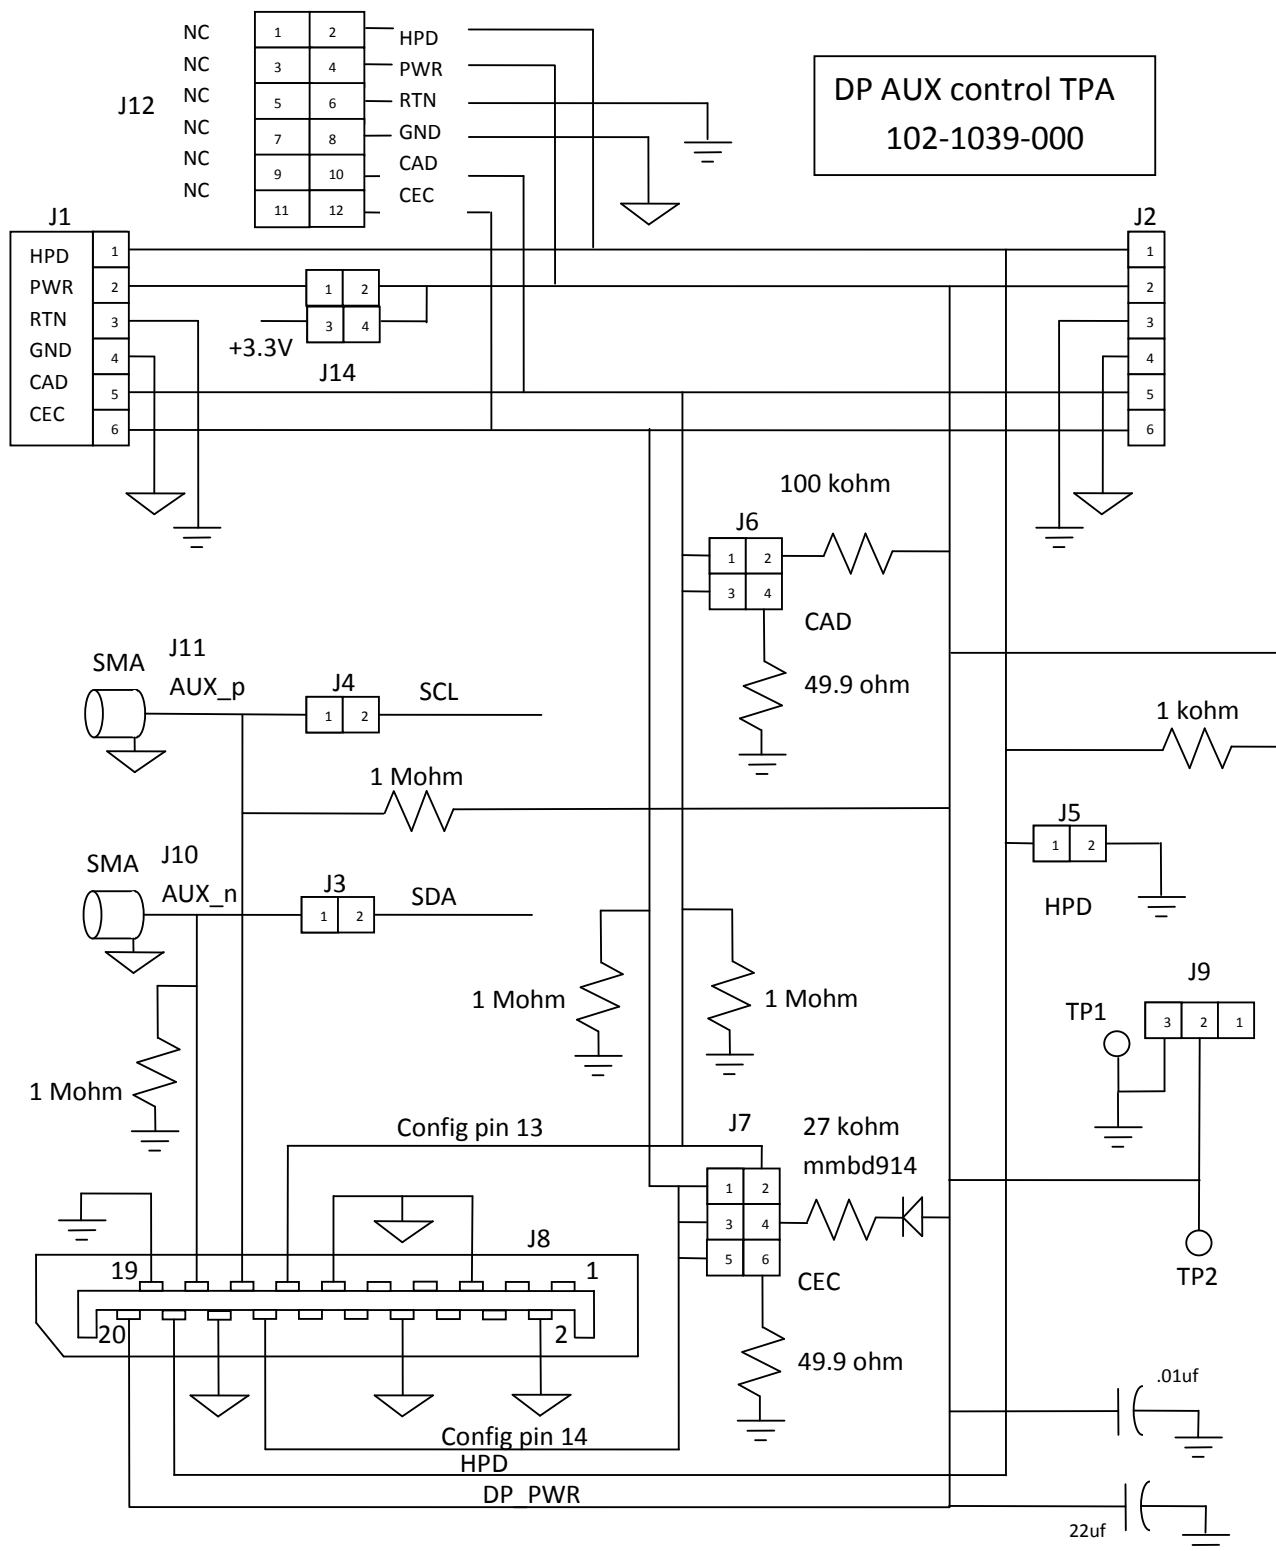 NC 1 2 HPD
NC 3 4 PWR
NC 5 6 RTN
J12
NC 7 8 GND
NC 9 10 CAD
NC 11 12 CEC
DP AUX control TPA
102-1039-000
J1
HPD 1
PWR 2
RTN 3
GND 4
CAD 5
CEC 6
1 2
3 4
+3.3V
J14
J2
1
2
3
4
5
6
100 kohm
J6
1 2
3 4
CAD
49.9 ohm
J11
SMA
AUX_p
J4
1 2
SCL
1 kohm
1 Mohm
J5
1 2
HPD
J10
SMA
AUX_n
J3
1 2
SDA
1 Mohm
1 Mohm
J9
TP1
3 2 1
1 Mohm
Config pin 13
J7
27 kohm
mmbd914
1 2
3 4
5 6
CEC
TP2
J8
19 1
20 2
49.9 ohm
.01uf
Config pin 14
HPD
DP_PWR
22uf